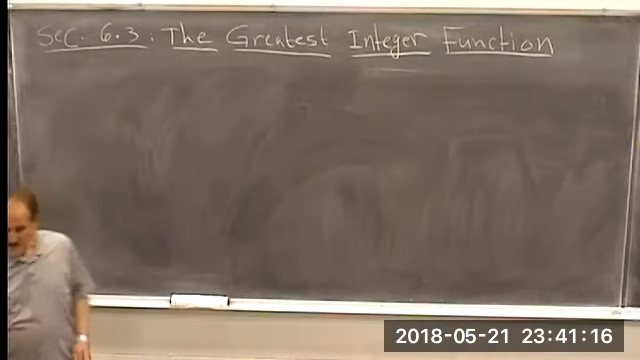 Sec. 6.3: The Greatest Integer Function
2018-05-21 23:41:16